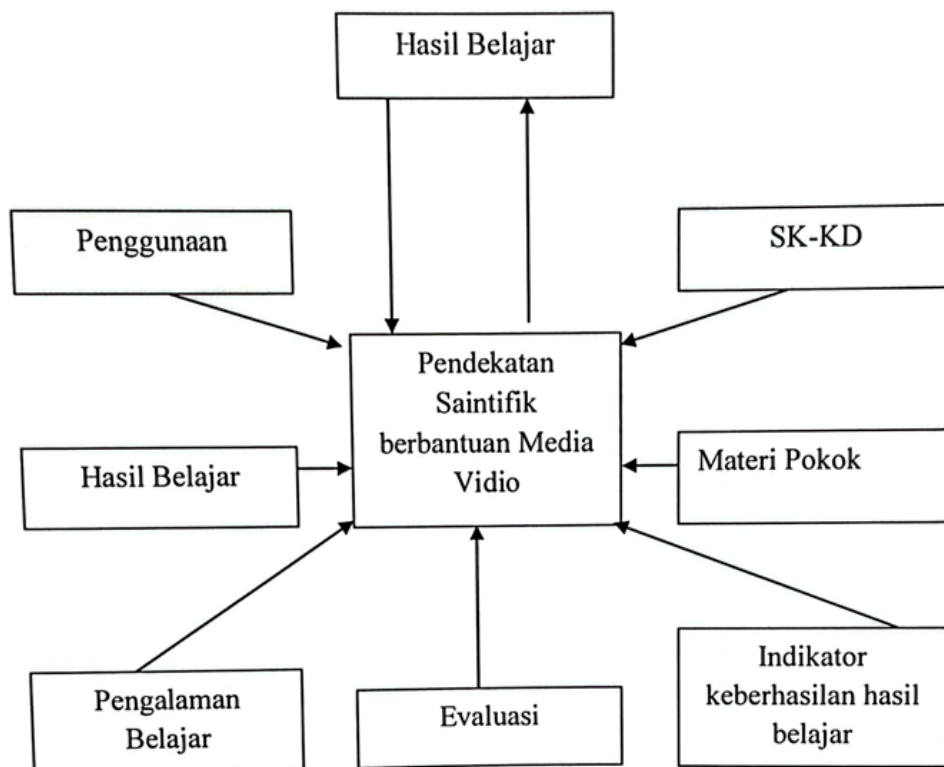 Hasil Belajar
Penggunaan
SK-KD
Pendekatan
Saintifik
berbantuan Media
Vidio
Hasil Belajar
Materi Pokok
Pengalaman
Belajar
Evaluasi
Indikator
keberhasilan hasil
belajar